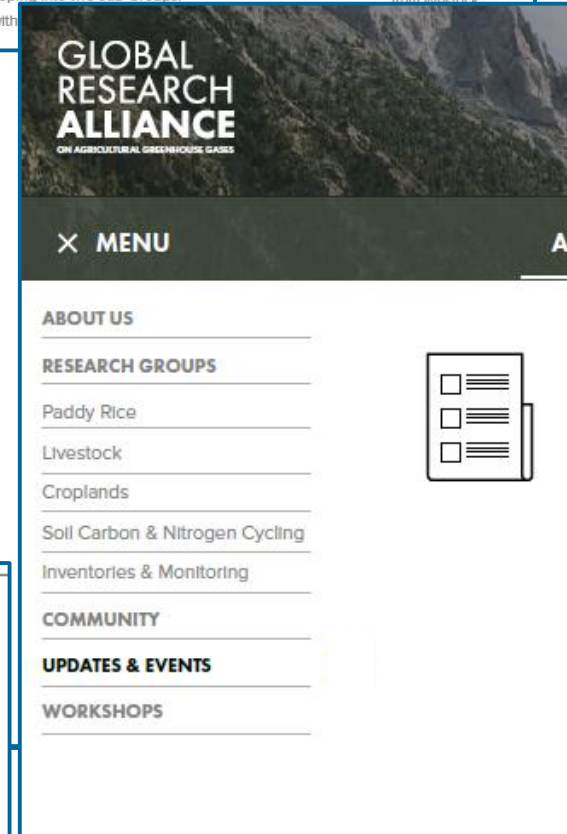 GLOBAL
RESEARCH
ALLIANCE
ON AGRICULTURAL GREENHOUSE GASES
× MENU
A
ABOUT US
RESEARCH GROUPS
Paddy Rice
Livestock
Croplands
Soil Carbon & Nitrogen Cycling
Inventories & Monitoring
COMMUNITY
UPDATES & EVENTS
WORKSHOPS